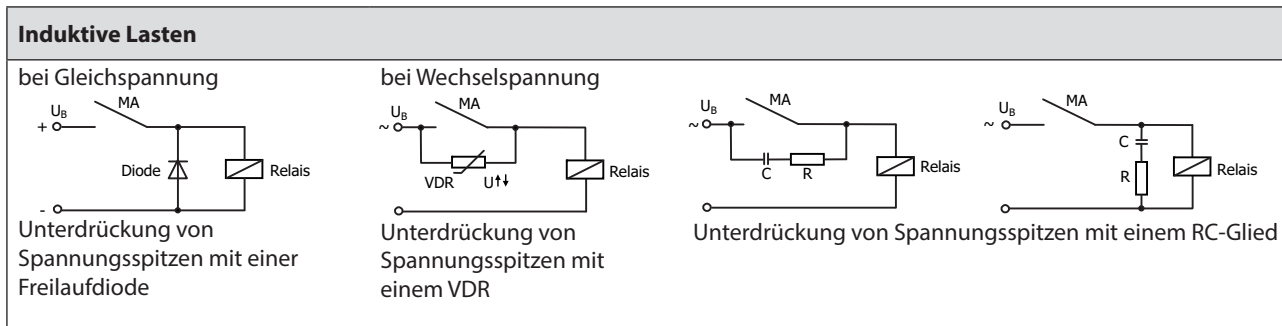 Induktive Lasten
bei Gleichspannung
U_B
MA
+
Diode
Relais
-
Unterdrückung von
Spannungsspitzen mit einer
Freilaufdiode
bei Wechselspannung
U_B
MA
~
VDR
U↑↓
Relais
Unterdrückung von
Spannungsspitzen mit
einem VDR
U_B
MA
~
C
R
Relais
U_B
MA
~
C
R
Relais
Unterdrückung von Spannungsspitzen mit einem RC-Glied